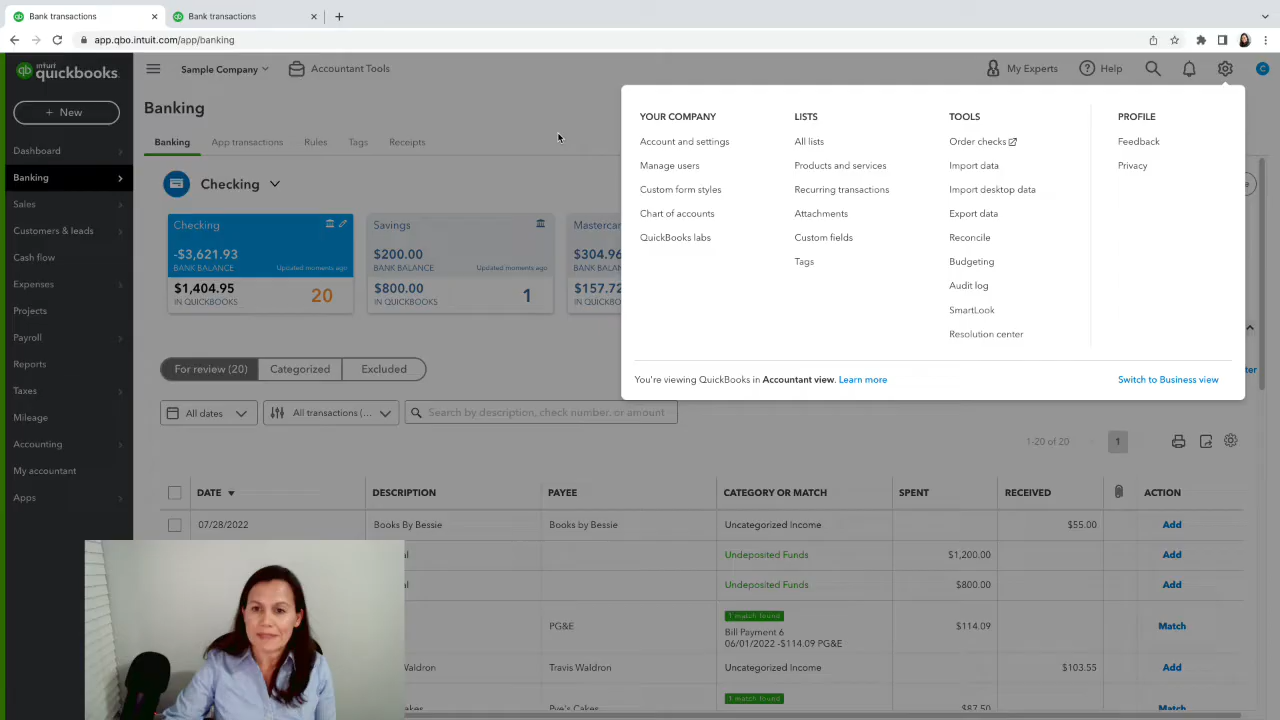 Bank transactions
Bank transactions
app.qbo.intuit.com/app/banking
intuit quickbooks
Sample Company
Accountant Tools
My Experts
Help
C
+ New
Dashboard
Banking
Sales
Customers & leads
Cash flow
Expenses
Projects
Payroll
Reports
Taxes
Mileage
Accounting
My accountant
Apps
Banking
Banking
App transactions
Rules
Tags
Receipts
Checking
Checking
-$3,621.93
BANK BALANCE
Updated moments ago
$1,404.95
IN QUICKBOOKS
20
Savings
$200.00
BANK BALANCE
Updated moments ago
$800.00
IN QUICKBOOKS
1
$304.96
BANK BALANCE
$157.72
IN QUICKBOOKS
YOUR COMPANY
Account and settings
Manage users
Custom form styles
Chart of accounts
QuickBooks labs
LISTS
All lists
Products and services
Recurring transactions
Attachments
Custom fields
Tags
TOOLS
Order checks
Import data
Import desktop data
Export data
Reconcile
Budgeting
Audit log
SmartLook
Resolution center
PROFILE
Feedback
Privacy
You're viewing QuickBooks in Accountant view. Learn more
Switch to Business view
For review (20)
Categorized
Excluded
All dates
All transactions (...
Search by description, check number, or amount
1-20 of 20
1
DATE
DESCRIPTION
PAYEE
CATEGORY OR MATCH
SPENT
RECEIVED
ACTION
07/28/2022
Books By Bessie
Books by Bessie
Uncategorized Income
$55.00
Add
Undeposited Funds
$1,200.00
Add
Undeposited Funds
$800.00
Add
PG&E
1 match found
Bill Payment 6
06/01/2022 -$114.09 PG&E
$114.09
Match
Waldron
Travis Waldron
Uncategorized Income
$103.55
Add
1 match found
Pye's Cakes
$87.50
Match